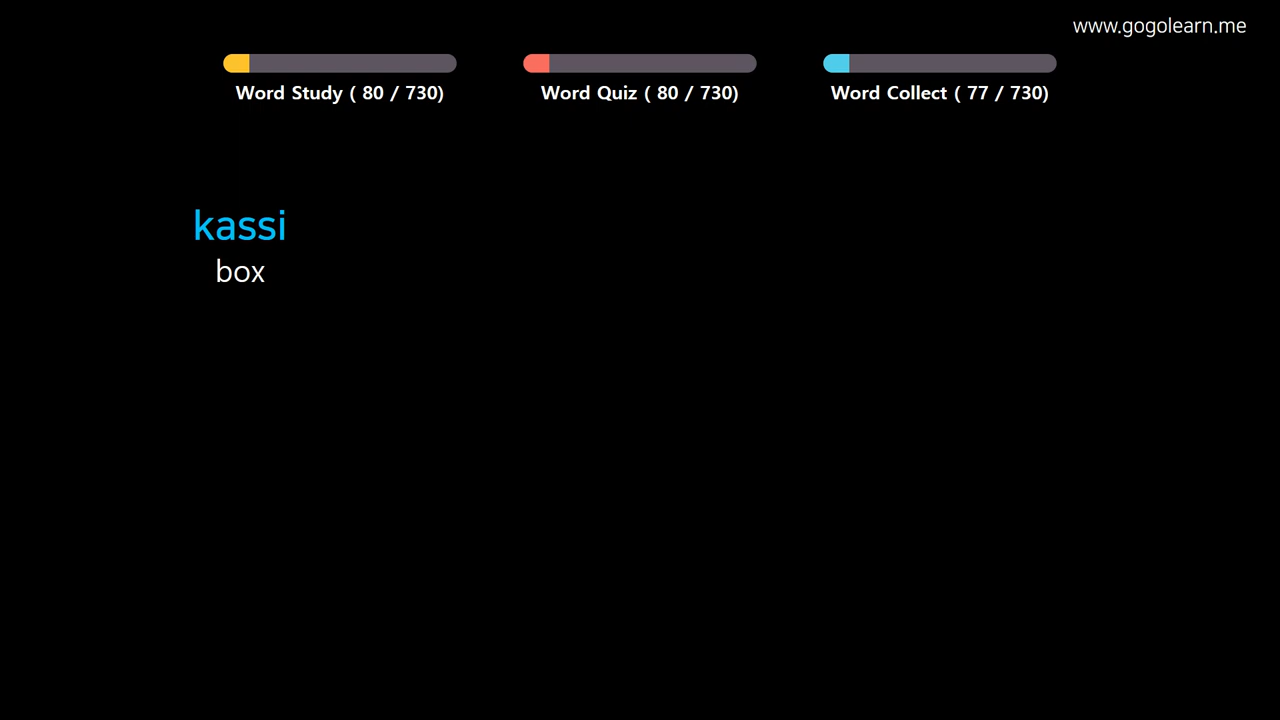 www.gogolearn.me
Word Study ( 80 / 730)
Word Quiz ( 80 / 730)
Word Collect ( 77 / 730)
kassi
box